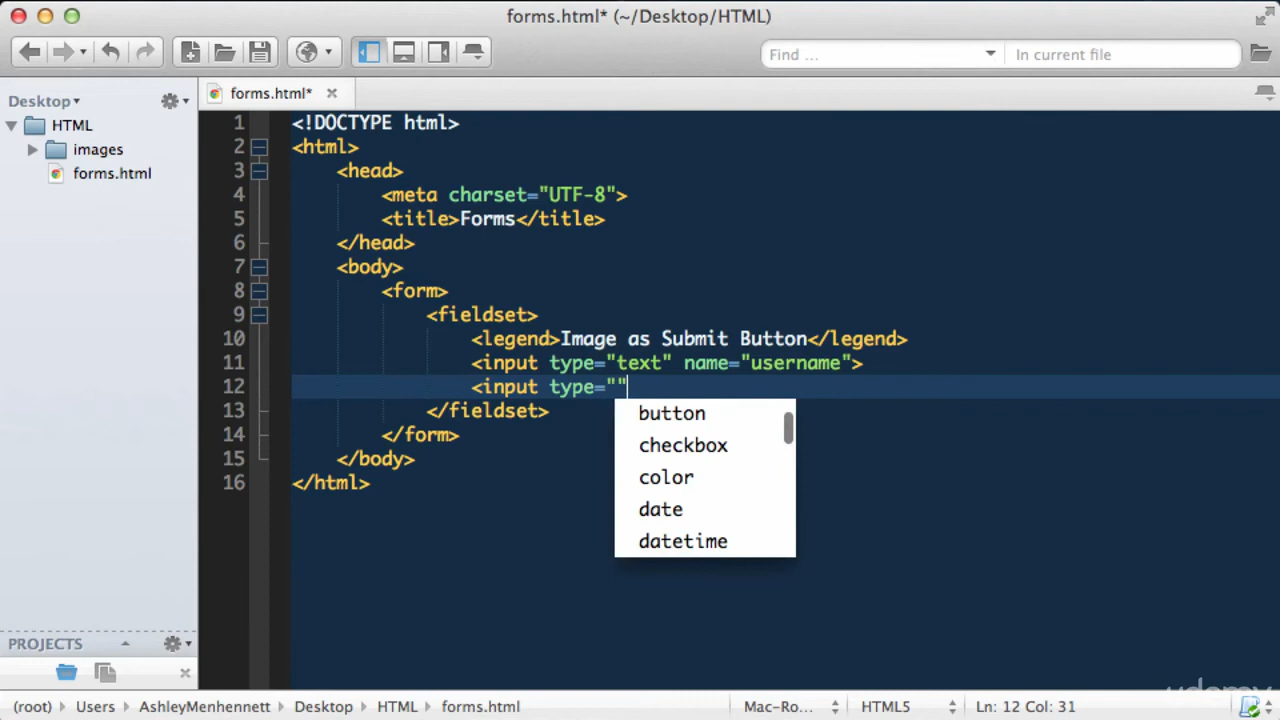 forms.html* (~/Desktop/HTML)
Find ...
In current file
Desktop
forms.html*
HTML
images
forms.html
1 <!DOCTYPE html>
2 <html>
3 <head>
4 <meta charset="UTF-8">
5 <title>Forms</title>
6 </head>
7 <body>
8 <form>
9 <fieldset>
10 <legend>Image as Submit Button</legend>
11 <input type="text" name="username">
12 <input type=""
13 </fieldset>
14 </form>
15 </body>
16 </html>
button
checkbox
color
date
datetime
PROJECTS
udemy
(root) Users AshleyMenhennett Desktop HTML forms.html
Mac-Ro...
HTML5
Ln: 12 Col: 31